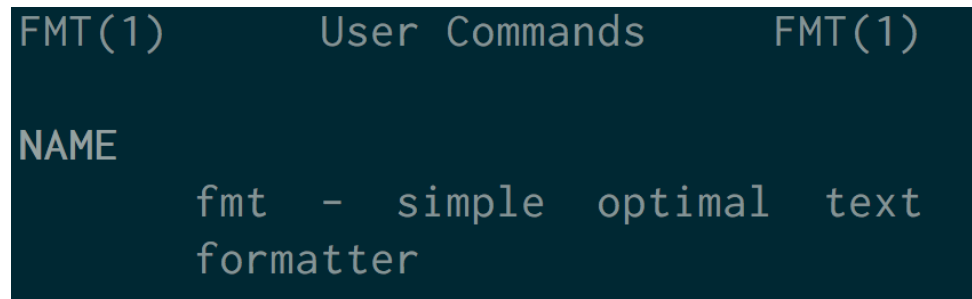 FMT(1) User Commands FMT(1)
NAME
fmt - simple optimal text
formatter